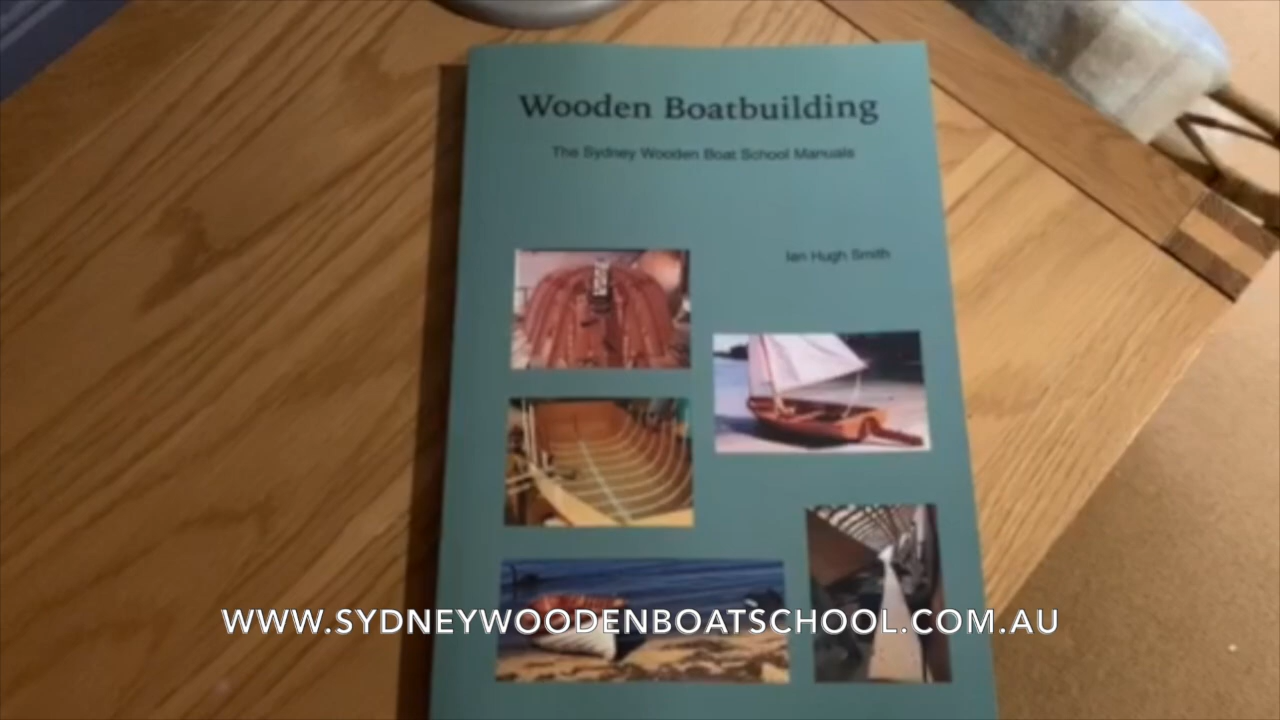 Wooden Boatbuilding
The Sydney Wooden Boat School Manuals
Ian Hugh Smith
WWW.SYDNEYWOODENBOATSCHOOL.COM.AU